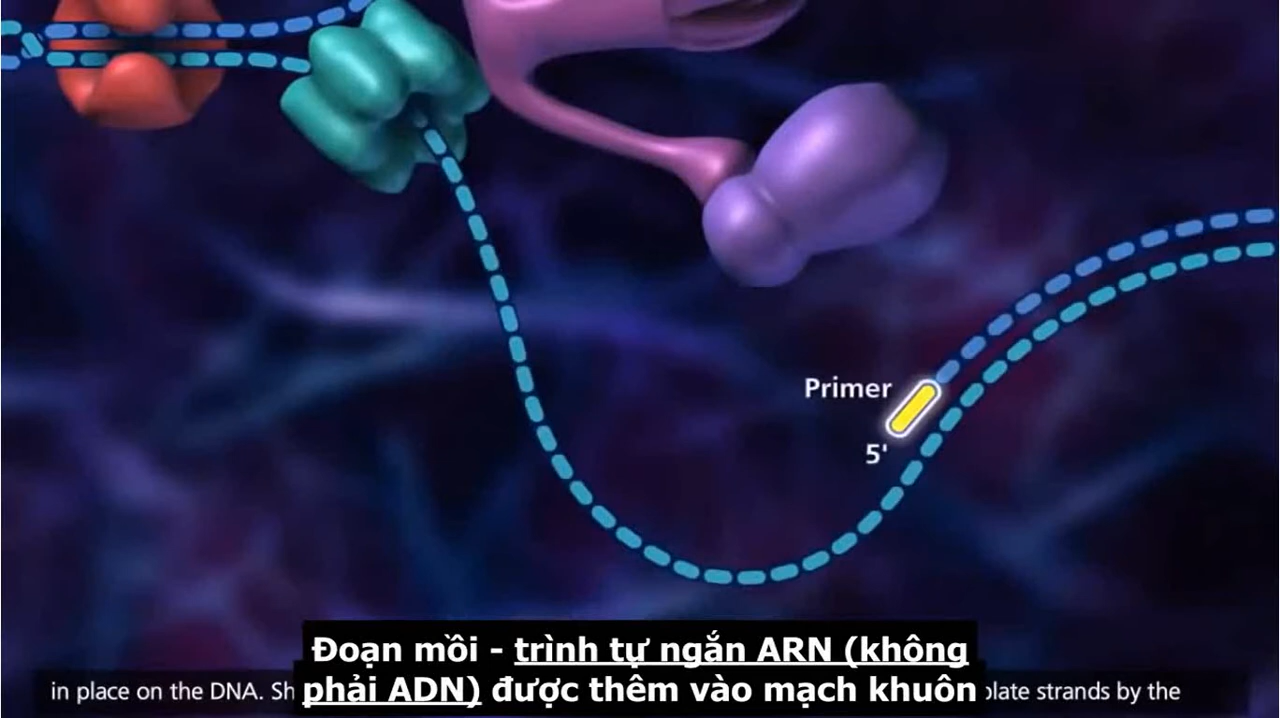 Primer
5'
Đoạn mồi - trình tự ngắn ARN (không
phải ADN) được thêm vào mạch khuôn
in place on the DNA. Sh plate strands by the